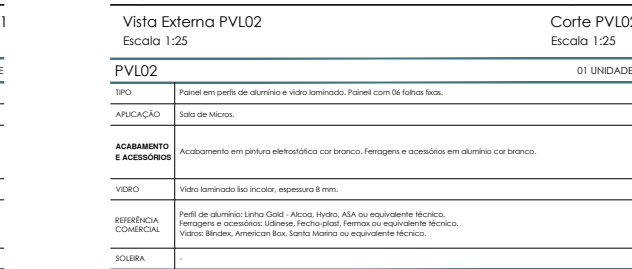 1
Vista Externa PVL02
Escala 1:25
Corte PVL02
Escala 1:25
E
PVL02
01 UNIDADE
TIPO
Painel em perfis de alumínio e vidro laminado. Paineil com 06 folhas fixas.
APLICAÇÃO
Sala de Micros.
ACABAMENTO
E ACESSÓRIOS
Acabamento em pintura eletrostática cor branco. Ferragens e acessórios em alumínio cor branco.
VIDRO
Vidro laminado liso incolor, espessura 8 mm.
REFERÊNCIA
COMERCIAL
Perfil de alumínio: Linha Gold - Alcoa, Hydro, ASA ou equivalente técnico.
Ferragens e acessórios: Udinese, Fecho-plast, Fermax ou equivalente técnico.
Vidros: Blindex, American Box, Santa Marina ou equivalente técnico.
SOLEIRA
-